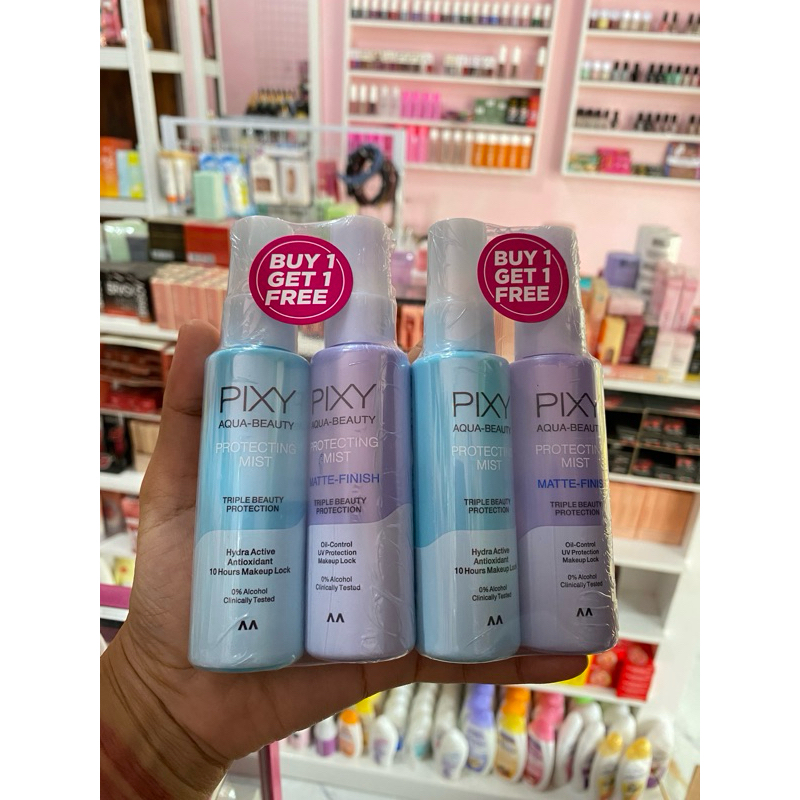 BUY 1
GET 1
FREE
BUY 1
GET 1
FREE
PIXY
AQUA-BEAUTY
PROTECTING
MIST
TRIPLE BEAUTY
PROTECTION
Hydra Active
Antioxidant
10 Hours Makeup Lock
0% Alcohol
Clinically Tested
PIXY
AQUA-BEAUTY
PROTECTING
MIST
MATTE-FINISH
TRIPLE BEAUTY
PROTECTION
Oil-Control
UV Protection
Makeup Lock
0% Alcohol
Clinically Tested
PIXY
AQUA-BEAUTY
PROTECTIN
MIST
TRIPLE BEAUTY
PROTECTION
Hydra Active
Antioxidant
10 Hours Makeup Lock
0% Alcohol
Clinically Tested
PIXY
AQUA-BEAUTY
PROTECTING
MIST
MATTE-FINIS
TRIPLE BEAUTY
PROTECTION
Oil-Control
UV Protection
Makeup Lock
0% Alcohol
Clinically Tested